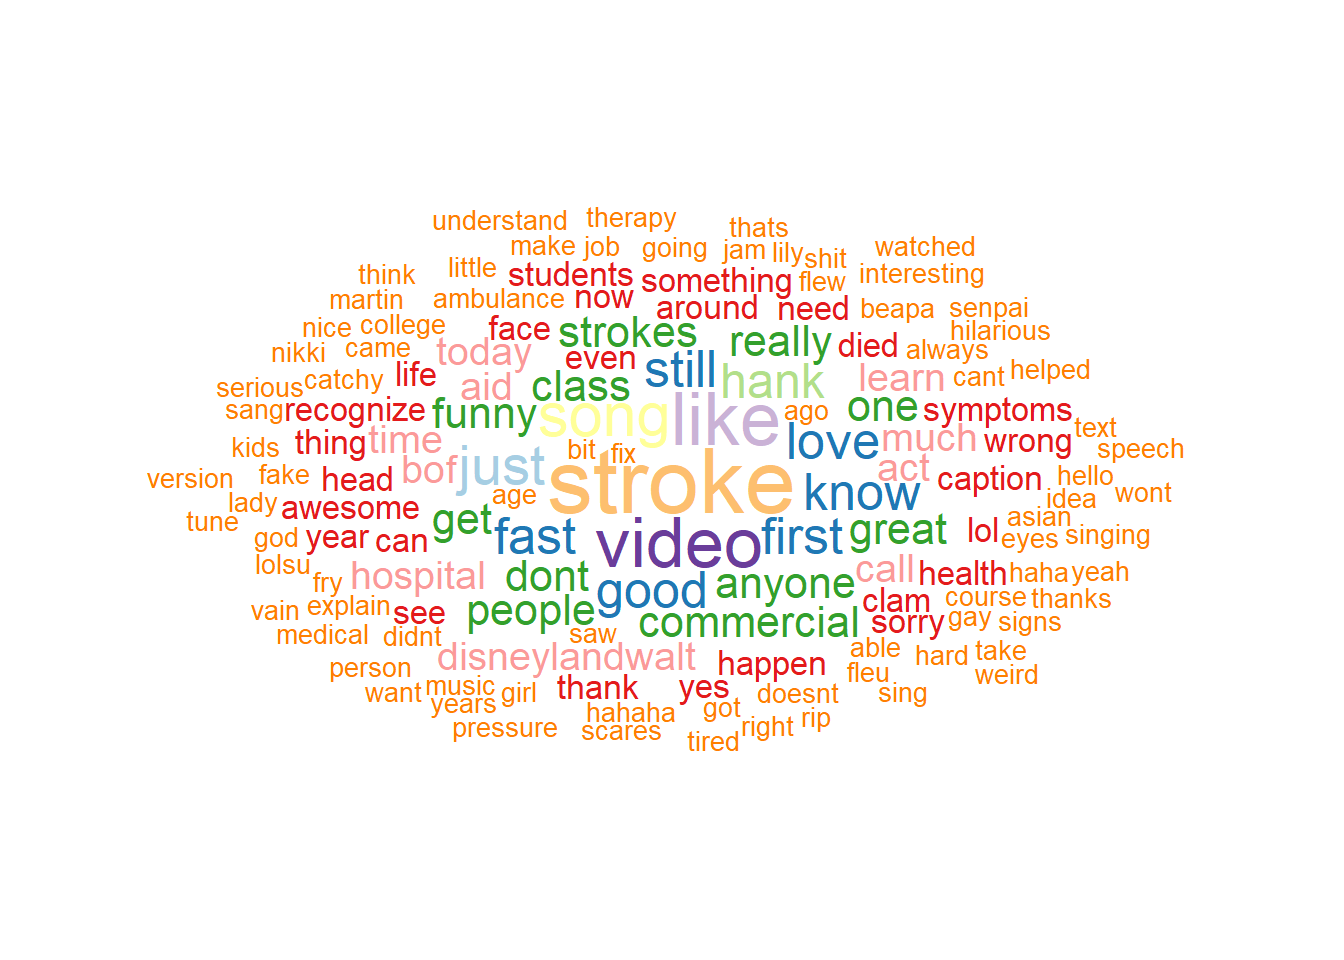 understand therapy thats
make job going jam lily shit watched
think little students something flew interesting
martin ambulance now around need beapa senpai
nice college face strokes really died hilarious
nikki came today even still always
serious catchy life aid class hank learn cant helped
sang recognize funny song like ago one symptoms text
kids thing time bit fix love much wrong speech
version fake head bof just stroke act caption hello
lady awesome age know idea wont
tune get fast video first great lol asian
god year can eyes singing
lolsu fry hospital dont good anyone call health haha yeah
vain explain see people commercial clam course thanks
medical didnt saw sorry gay signs
person disneylandwalt happen able hard take
want music girl thank yes doesnt fleu sing weird
years hahaha got
pressure scares tired right rip